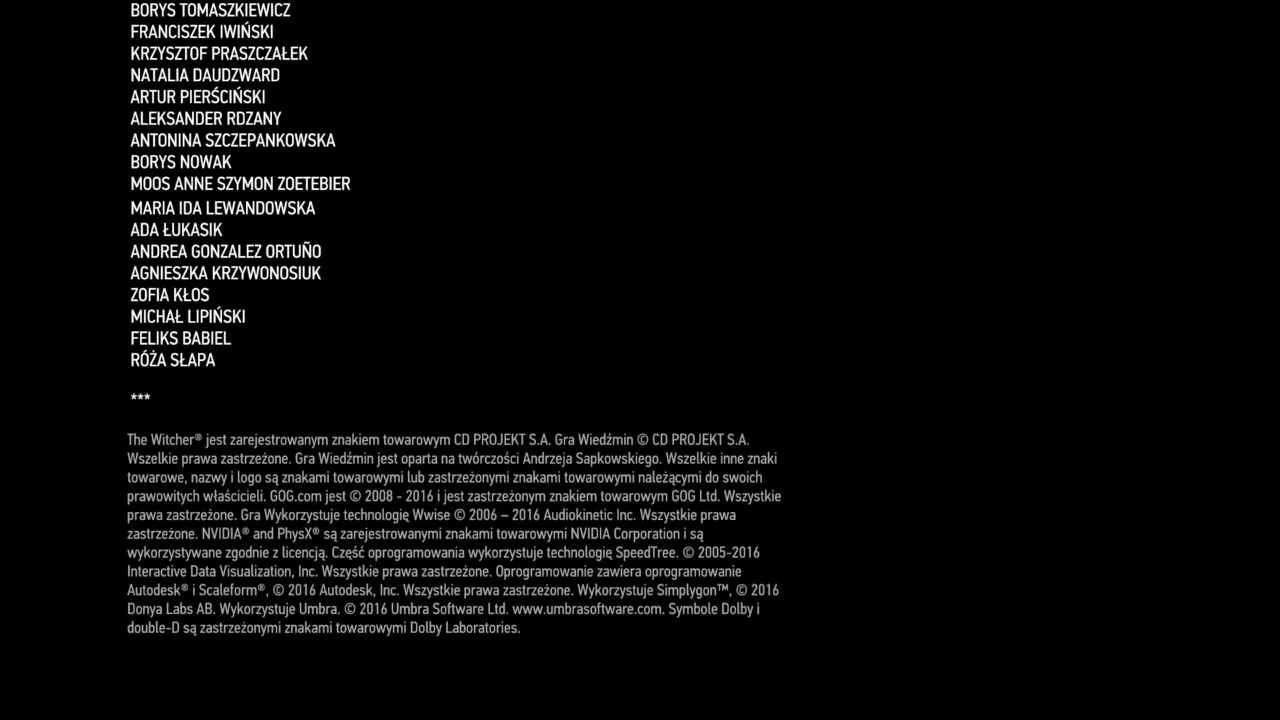 BORYS TOMASZKIEWICZ
FRANCISZEK IWIŃSKI
KRZYSZTOF PRASZCZAŁEK
NATALIA DAUDZWARD
ARTUR PIERŚCIŃSKI
ALEKSANDER RDZANY
ANTONINA SZCZEPANKOWSKA
BORYS NOWAK
MOOS ANNE SZYMON ZOETEBIER
MARIA IDA LEWANDOWSKA
ADA ŁUKASIK
ANDREA GONZALEZ ORTUÑO
AGNIESZKA KRZYWONOSIUK
ZOFIA KŁOS
MICHAŁ LIPIŃSKI
FELIKS BABIEL
RÓŻA SŁAPA
***
The Witcher® jest zarejestrowanym znakiem towarowym CD PROJEKT S.A. Gra Wiedźmin © CD PROJEKT S.A.
Wszelkie prawa zastrzeżone. Gra Wiedźmin jest oparta na twórczości Andrzeja Sapkowskiego. Wszelkie inne znaki
towarowe, nazwy i logo są znakami towarowymi lub zastrzeżonymi znakami towarowymi należącymi do swoich
prawowitych właścicieli. GOG.com jest © 2008 - 2016 i jest zastrzeżonym znakiem towarowym GOG Ltd. Wszystkie
prawa zastrzeżone. Gra Wykorzystuje technologię Wwise © 2006 – 2016 Audiokinetic Inc. Wszystkie prawa
zastrzeżone. NVIDIA® and PhysX® są zarejestrowanymi znakami towarowymi NVIDIA Corporation i są
wykorzystywane zgodnie z licencją. Część oprogramowania wykorzystuje technologię SpeedTree. © 2005-2016
Interactive Data Visualization, Inc. Wszystkie prawa zastrzeżone. Oprogramowanie zawiera oprogramowanie
Autodesk® i Scaleform®, © 2016 Autodesk, Inc. Wszystkie prawa zastrzeżone. Wykorzystuje Simplygon™, © 2016
Donya Labs AB. Wykorzystuje Umbra. © 2016 Umbra Software Ltd. www.umbrasoftware.com. Symbole Dolby i
double-D są zastrzeżonymi znakami towarowymi Dolby Laboratories.